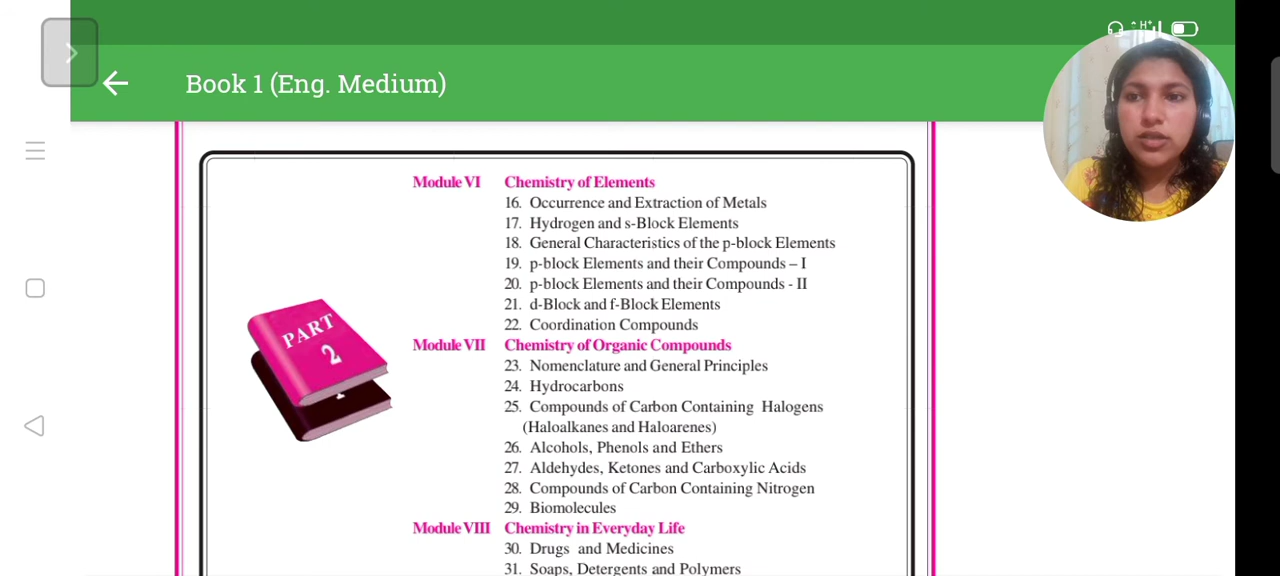 H+
Book 1 (Eng. Medium)
Module VI Chemistry of Elements
16. Occurrence and Extraction of Metals
17. Hydrogen and s-Block Elements
18. General Characteristics of the p-block Elements
19. p-block Elements and their Compounds – I
20. p-block Elements and their Compounds - II
21. d-Block and f-Block Elements
22. Coordination Compounds
PART
2
Module VII Chemistry of Organic Compounds
23. Nomenclature and General Principles
24. Hydrocarbons
25. Compounds of Carbon Containing Halogens
(Haloalkanes and Haloarenes)
26. Alcohols, Phenols and Ethers
27. Aldehydes, Ketones and Carboxylic Acids
28. Compounds of Carbon Containing Nitrogen
29. Biomolecules
Module VIII Chemistry in Everyday Life
30. Drugs and Medicines
31. Soaps, Detergents and Polymers